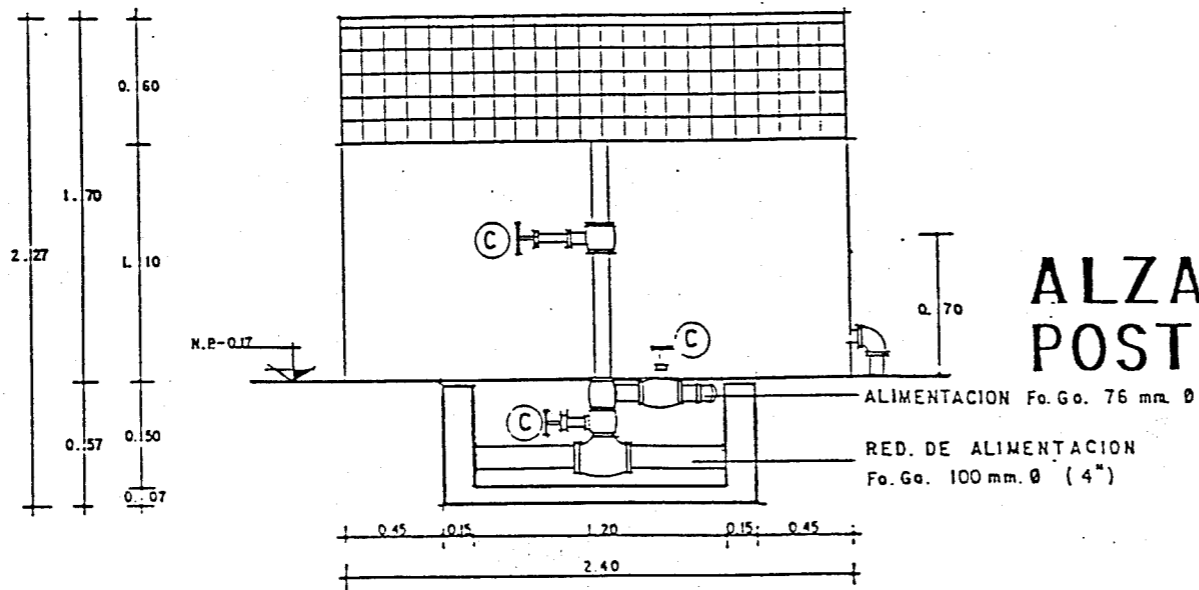 0.60
1.70
2.27
1.10
C
0.70
ALZA
POST
N.P-0.17
C
ALIMENTACION Fo.Go. 76 mm. Ø
0.57
0.50
C
RED. DE ALIMENTACION
Fo.Go. 100 mm. Ø (4")
0.07
0.45 0.15 1.20 0.15 0.45
2.40